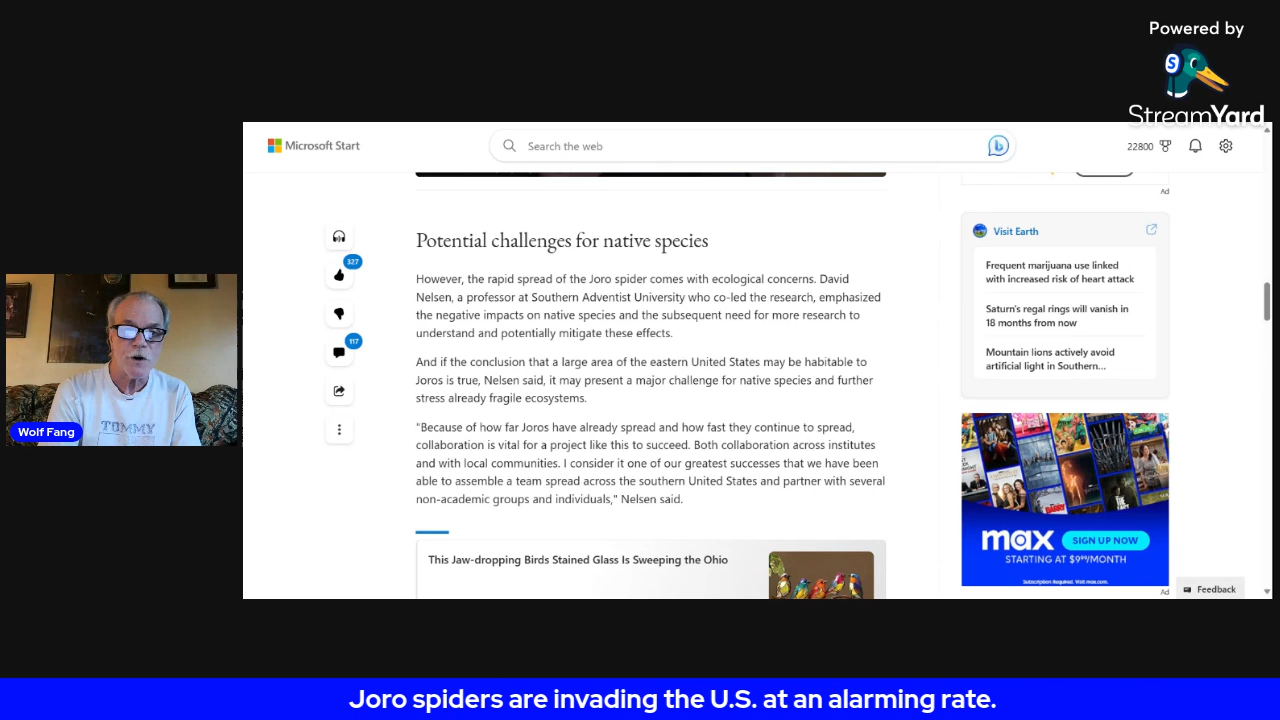 Powered by
S
StreamYard
Microsoft Start
Search the web
22800
Ad
Potential challenges for native species
327
117
However, the rapid spread of the Joro spider comes with ecological concerns. David
Nelsen, a professor at Southern Adventist University who co-led the research, emphasized
the negative impacts on native species and the subsequent need for more research to
understand and potentially mitigate these effects.
And if the conclusion that a large area of the eastern United States may be habitable to
Joros is true, Nelsen said, it may present a major challenge for native species and further
stress already fragile ecosystems.
"Because of how far Joros have already spread and how fast they continue to spread,
collaboration is vital for a project like this to succeed. Both collaboration across institutes
and with local communities. I consider it one of our greatest successes that we have been
able to assemble a team spread across the southern United States and partner with several
non-academic groups and individuals," Nelsen said.
This Jaw-dropping Birds Stained Glass Is Sweeping the Ohio
Visit Earth
Frequent marijuana use linked
with increased risk of heart attack
Saturn's regal rings will vanish in
18 months from now
Mountain lions actively avoid
artificial light in Southern...
max
SIGN UP NOW
STARTING AT $9⁹⁹/MONTH
Subscription Required. Visit max.com.
Ad
Feedback
TOMMY
Wolf Fang
Joro spiders are invading the U.S. at an alarming rate.